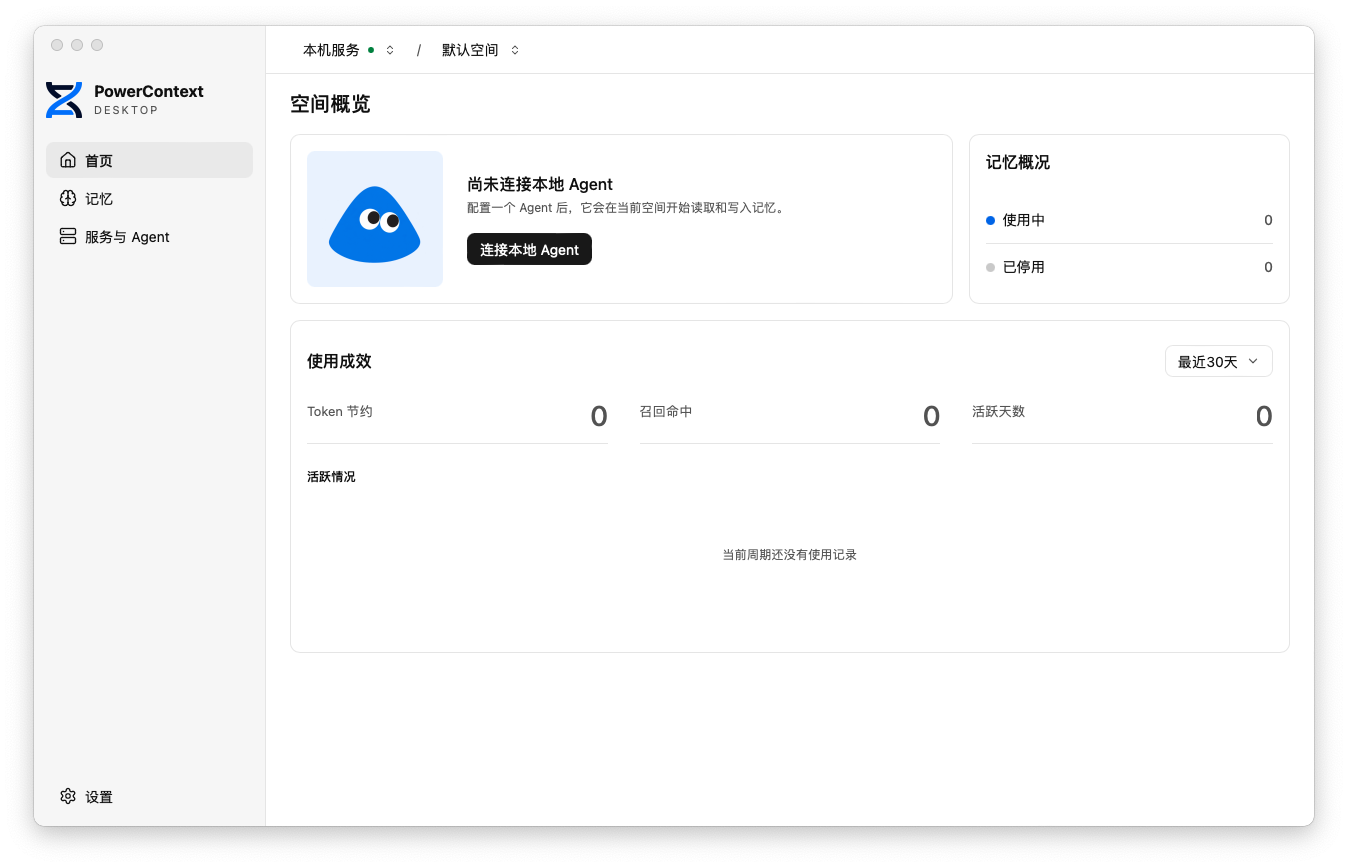 本机服务
/
默认空间
PowerContext
DESKTOP
首页
记忆
服务与 Agent
设置
空间概览
尚未连接本地 Agent
配置一个 Agent 后，它会在当前空间开始读取和写入记忆。
连接本地 Agent
记忆概况
使用中 0
已停用 0
使用成效
最近30天
Token 节约 0
召回命中 0
活跃天数 0
活跃情况
当前周期还没有使用记录